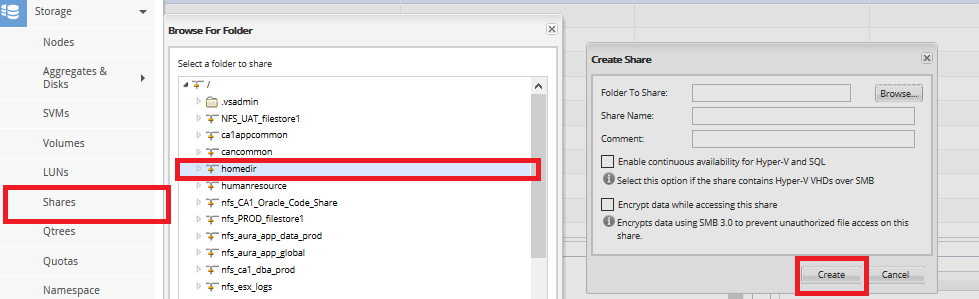 Storage
Nodes
Aggregates &
Disks
SVMs
Volumes
LUNs
Shares
Qtrees
Quotas
Namespace
Browse For Folder
Select a folder to share
/
.vsadmin
NFS_UAT_filestore1
ca1appcommon
cancommon
homedir
humanresource
nfs_CA1_Oracle_Code_Share
nfs_PROD_filestore1
nfs_aura_app_data_prod
nfs_aura_app_global
nfs_ca1_dba_prod
nfs_esx_logs
Create Share
Folder To Share:
Browse...
Share Name:
Comment:
Enable continuous availability for Hyper-V and SQL
Select this option if the share contains Hyper-V VHDs over SMB
Encrypt data while accessing this share
Encrypts data using SMB 3.0 to prevent unauthorized file access on this
share.
Create
Cancel